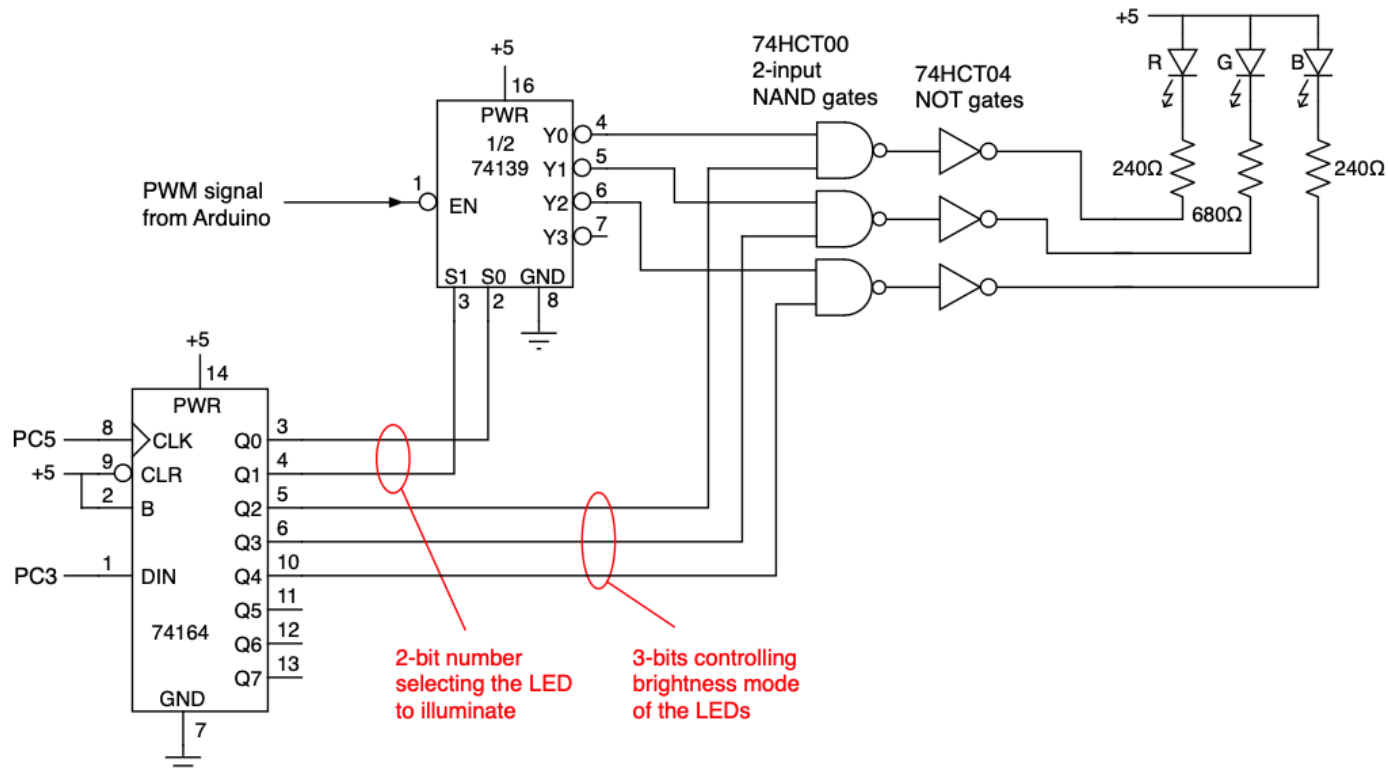 +5
16
PWR
1/2
74139
Y0
4
Y1
5
Y2
6
Y3
7
1
EN
S1
S0
GND
3
2
8
PWM signal
from Arduino
74HCT00
2-input
NAND gates
74HCT04
NOT gates
+5
R
G
B
240Ω
680Ω
240Ω
+5
14
PWR
PC5
8
CLK
+5
9
CLR
2
B
PC3
1
DIN
74164
Q0
3
Q1
4
Q2
5
Q3
6
Q4
10
Q5
11
Q6
12
Q7
13
GND
7
2-bit number
selecting the LED
to illuminate
3-bits controlling
brightness mode
of the LEDs